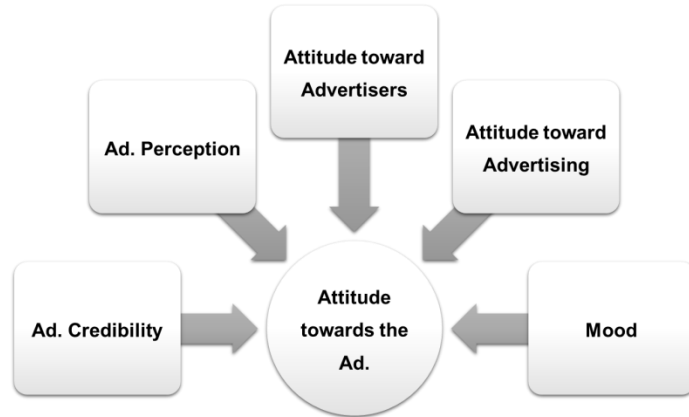 Attitude toward
Advertisers
Ad. Perception
Attitude toward
Advertising
Ad. Credibility
Attitude
towards the
Ad.
Mood